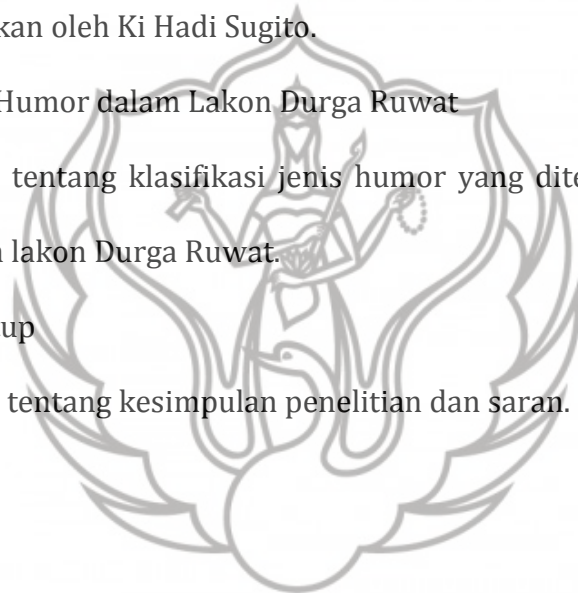 kan oleh Ki Hadi Sugito.
Humor dalam Lakon Durga Ruwat
tentang klasifikasi jenis humor yang dite
lakon Durga Ruwat.
up
tentang kesimpulan penelitian dan saran.